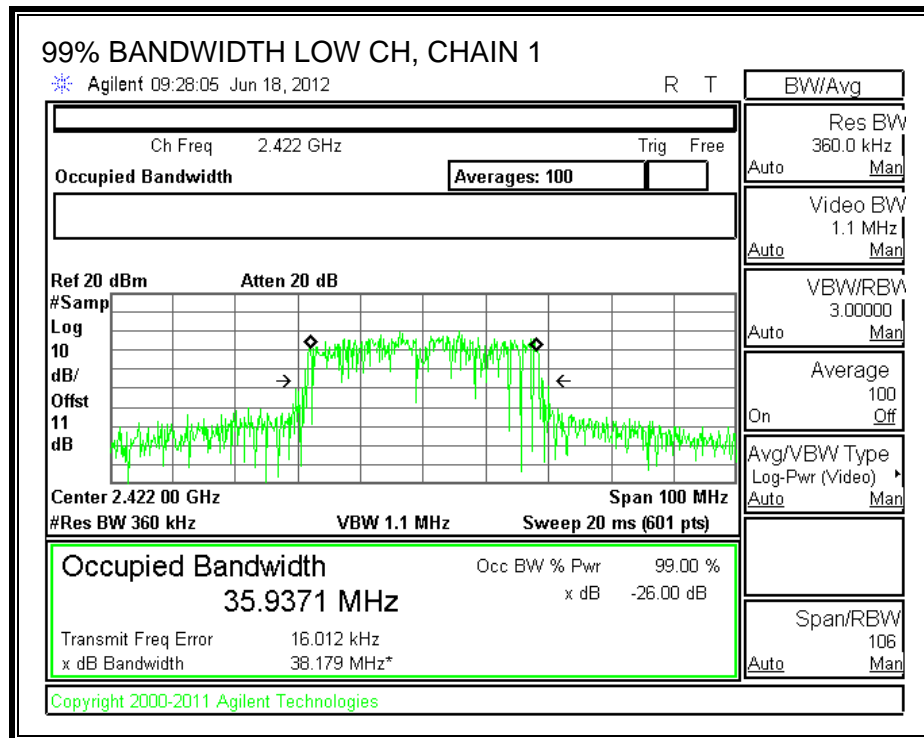 99% BANDWIDTH LOW CH, CHAIN 1
Agilent 09:28:05 Jun 18, 2012 R T
Ch Freq 2.422 GHz Trig Free
Occupied Bandwidth Averages: 100
Ref 20 dBm Atten 20 dB
#Samp
Log
10
dB/
Offst
11
dB
Center 2.422 00 GHz Span 100 MHz
#Res BW 360 kHz VBW 1.1 MHz Sweep 20 ms (601 pts)
Occupied Bandwidth Occ BW % Pwr 99.00 %
35.9371 MHz x dB -26.00 dB
Transmit Freq Error 16.012 kHz
x dB Bandwidth 38.179 MHz*
Copyright 2000-2011 Agilent Technologies
BW/Avg
Res BW
360.0 kHz
Auto Man
Video BW
1.1 MHz
Auto Man
VBW/RBW
3.00000
Auto Man
Average
100
On Off
Avg/VBW Type
Log-Pwr (Video)
Auto Man
Span/RBW
106
Auto Man